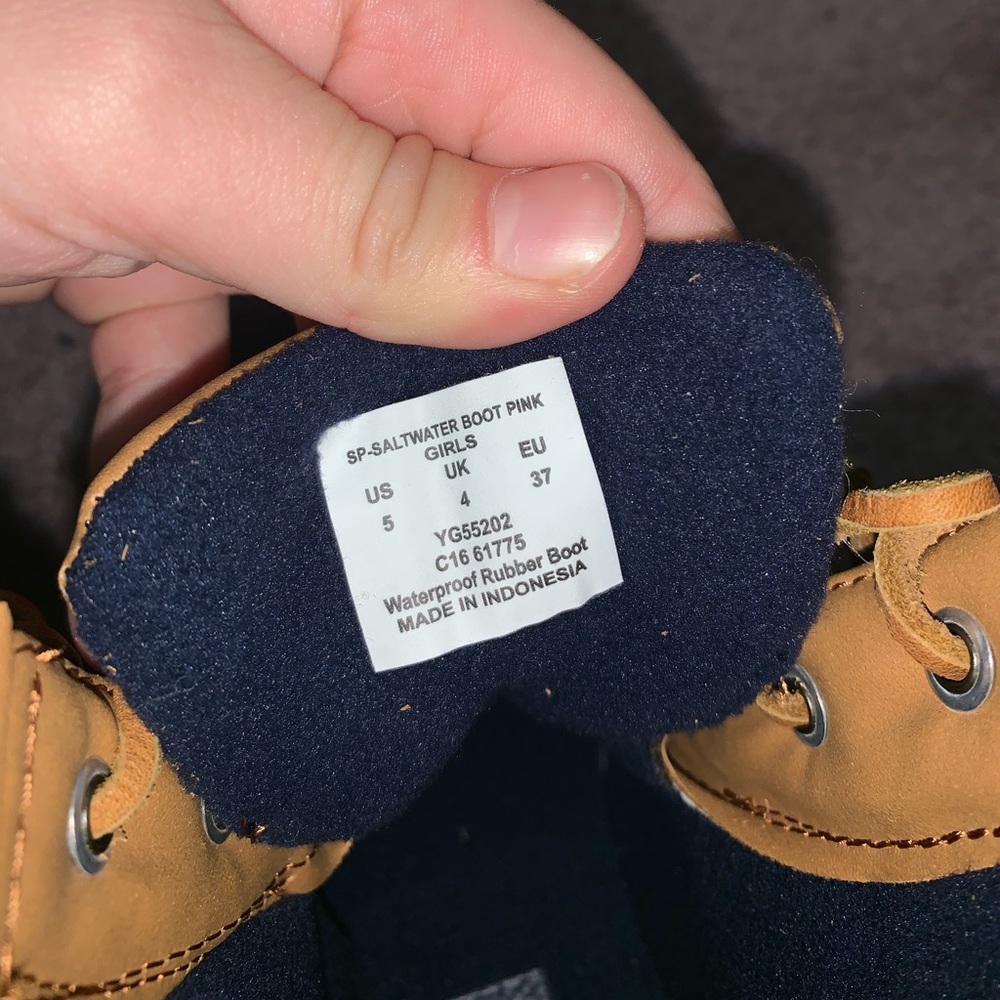 SP-SALTWATER BOOT PINK
GIRLS
US UK EU
5 4 37
YG55202
C16 61775
Waterproof Rubber Boot
MADE IN INDONESIA